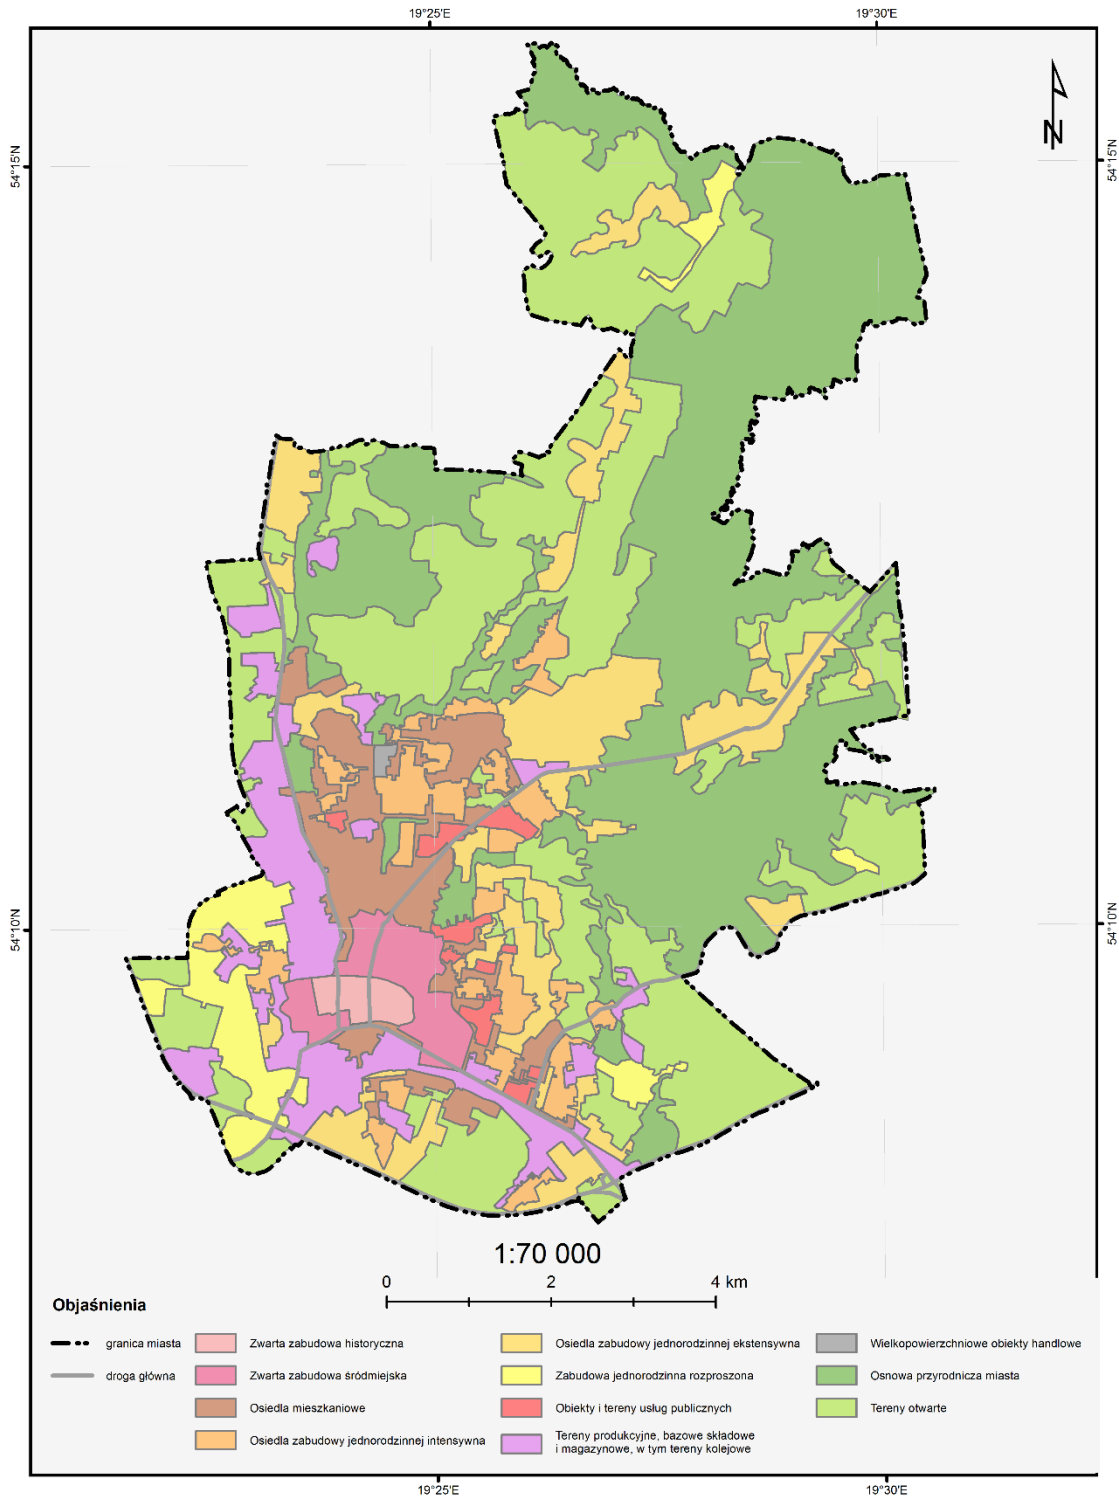 19°25'E
19°30'E
54°15'N
54°15'N
N
54°10'N
54°10'N
1:70 000
0 2 4 km
Objaśnienia
granica miasta
droga główna
Zwarta zabudowa historyczna
Zwarta zabudowa śródmiejska
Osiedla mieszkaniowe
Osiedla zabudowy jednorodzinnej intensywna
Osiedla zabudowy jednorodzinnej ekstensywna
Zabudowa jednorodzinna rozproszona
Obiekty i tereny usług publicznych
Tereny produkcyjne, bazowe składowe
i magazynowe, w tym tereny kolejowe
Wielkopowierzchniowe obiekty handlowe
Osnowa przyrodnicza miasta
Tereny otwarte
19°25'E
19°30'E